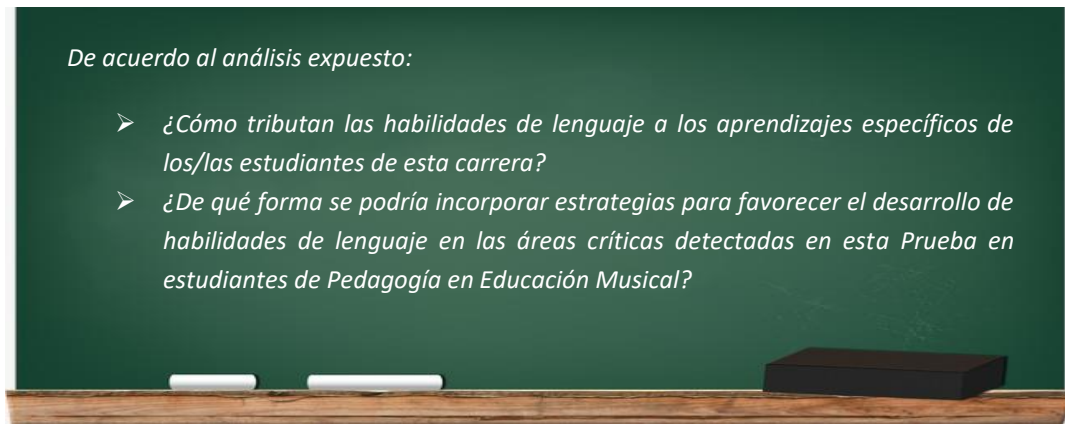 De acuerdo al análisis expuesto:
➢ ¿Cómo tributan las habilidades de lenguaje a los aprendizajes específicos de
los/las estudiantes de esta carrera?
➢ ¿De qué forma se podría incorporar estrategias para favorecer el desarrollo de
habilidades de lenguaje en las áreas críticas detectadas en esta Prueba en
estudiantes de Pedagogía en Educación Musical?